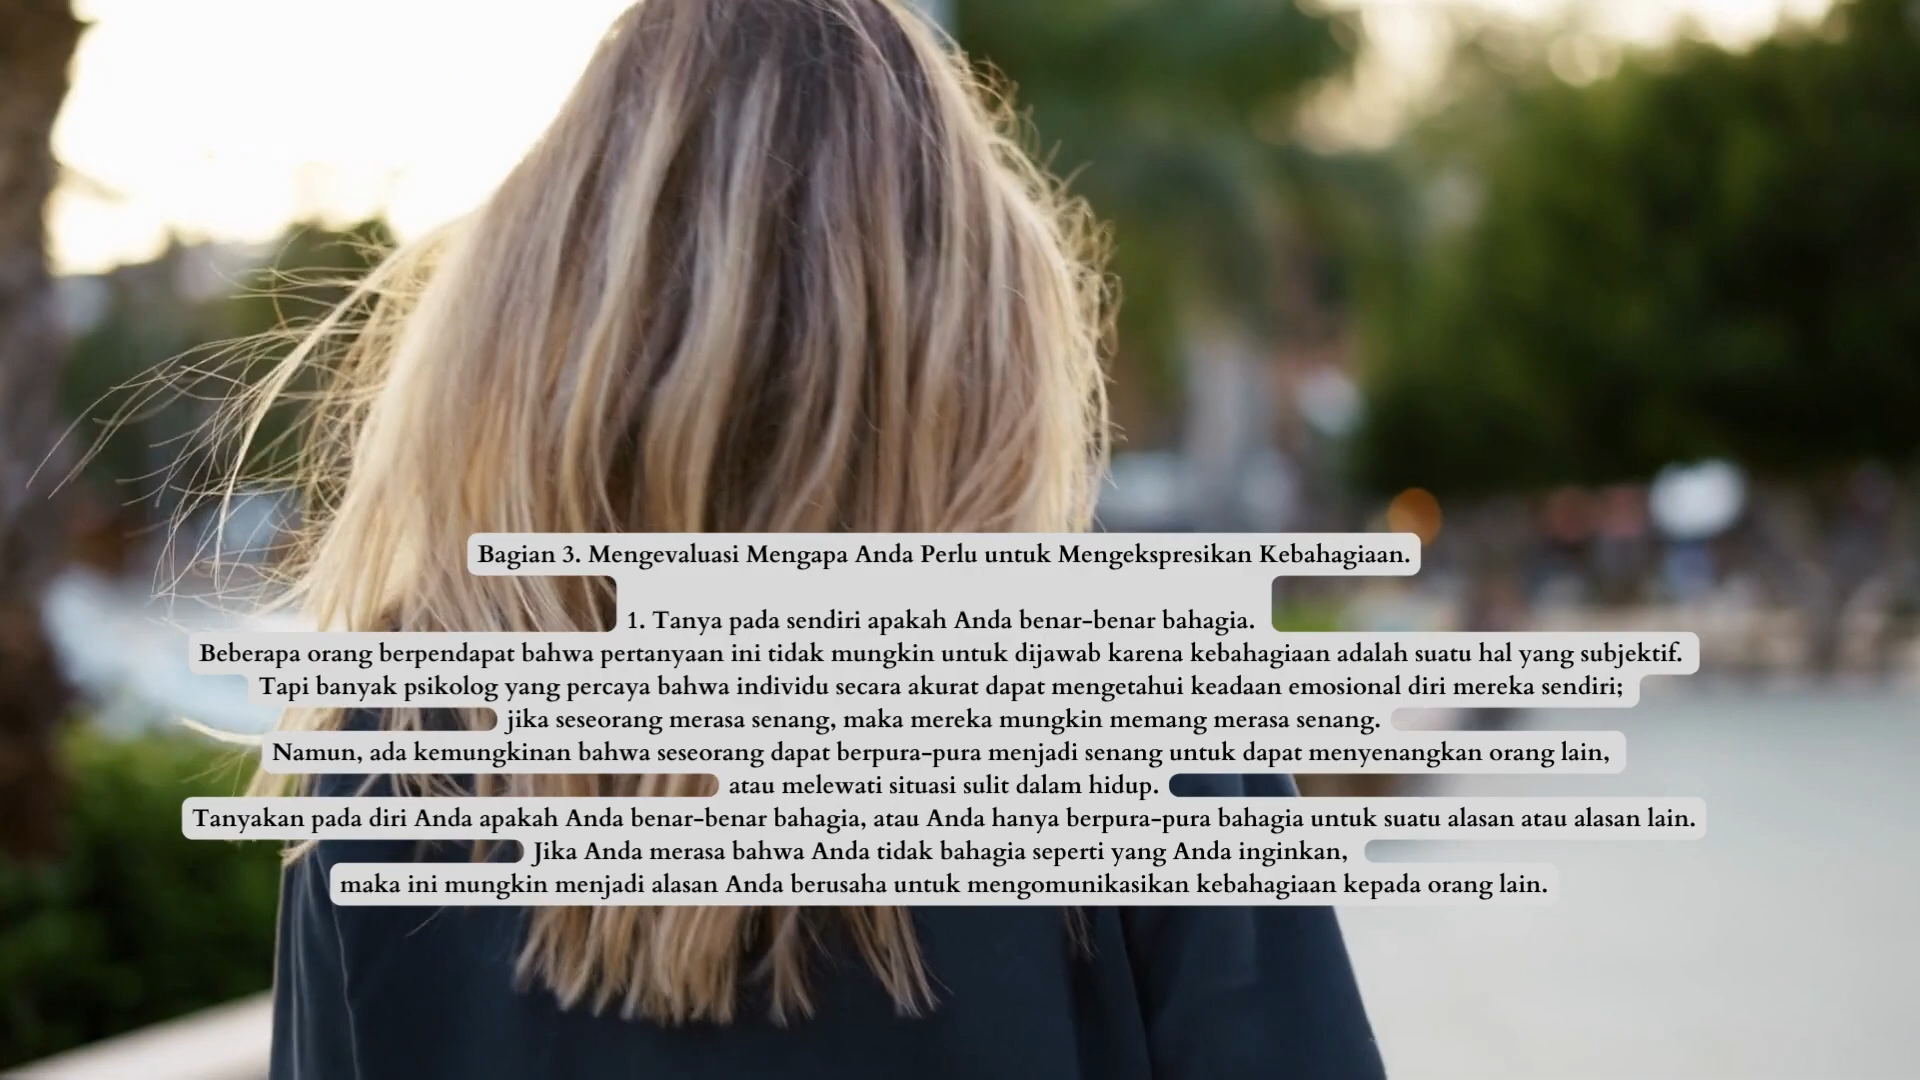 Bagian 3. Mengevaluasi Mengapa Anda Perlu untuk Mengekspresikan Kebahagiaan.
1. Tanya pada sendiri apakah Anda benar-benar bahagia.
Beberapa orang berpendapat bahwa pertanyaan ini tidak mungkin untuk dijawab karena kebahagiaan adalah suatu hal yang subjektif.
Tapi banyak psikolog yang percaya bahwa individu secara akurat dapat mengetahui keadaan emosional diri mereka sendiri;
jika seseorang merasa senang, maka mereka mungkin memang merasa senang.
Namun, ada kemungkinan bahwa seseorang dapat berpura-pura menjadi senang untuk dapat menyenangkan orang lain,
atau melewati situasi sulit dalam hidup.
Tanyakan pada diri Anda apakah Anda benar-benar bahagia, atau Anda hanya berpura-pura bahagia untuk suatu alasan atau alasan lain.
Jika Anda merasa bahwa Anda tidak bahagia seperti yang Anda inginkan,
maka ini mungkin menjadi alasan Anda berusaha untuk mengomunikasikan kebahagiaan kepada orang lain.